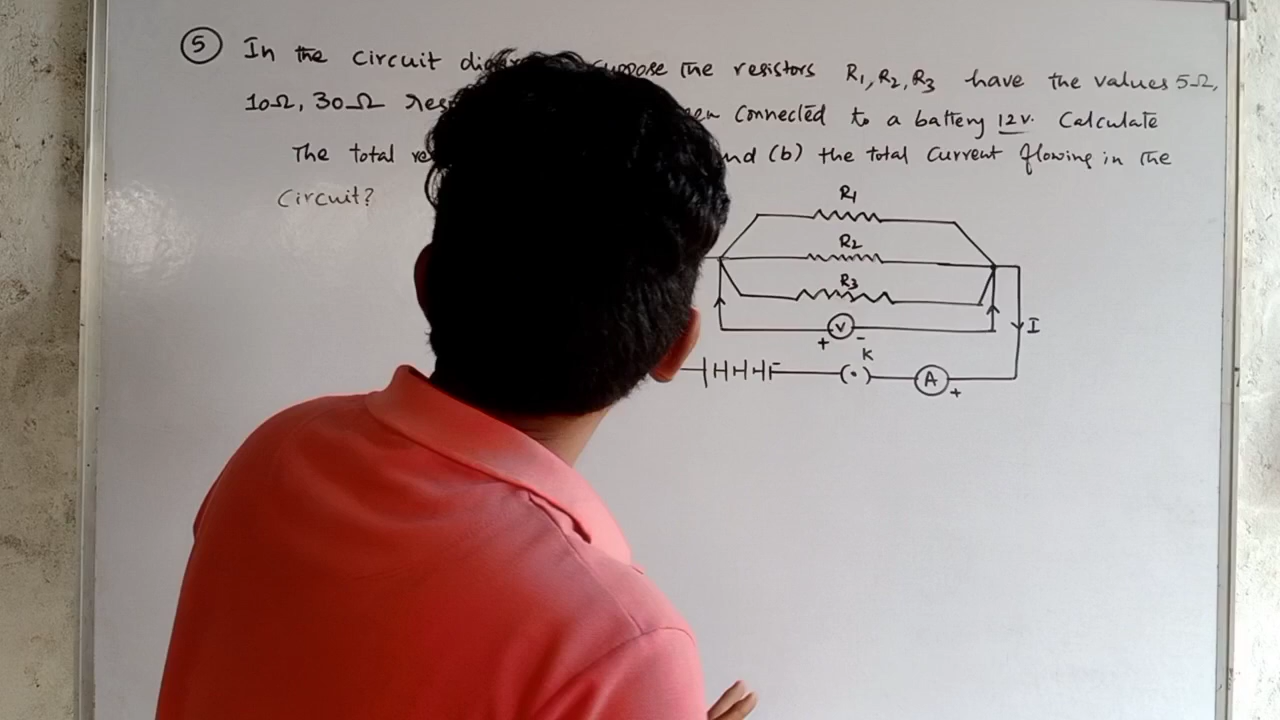 5 In the circuit the resistors R1, R2, R3 have the values 5Ω,
10Ω, 30Ω connected to a battery 12v. Calculate
The total and (b) the total current flowing in the
circuit?
R1
R2
R3
V
+ -
I
K
A
+